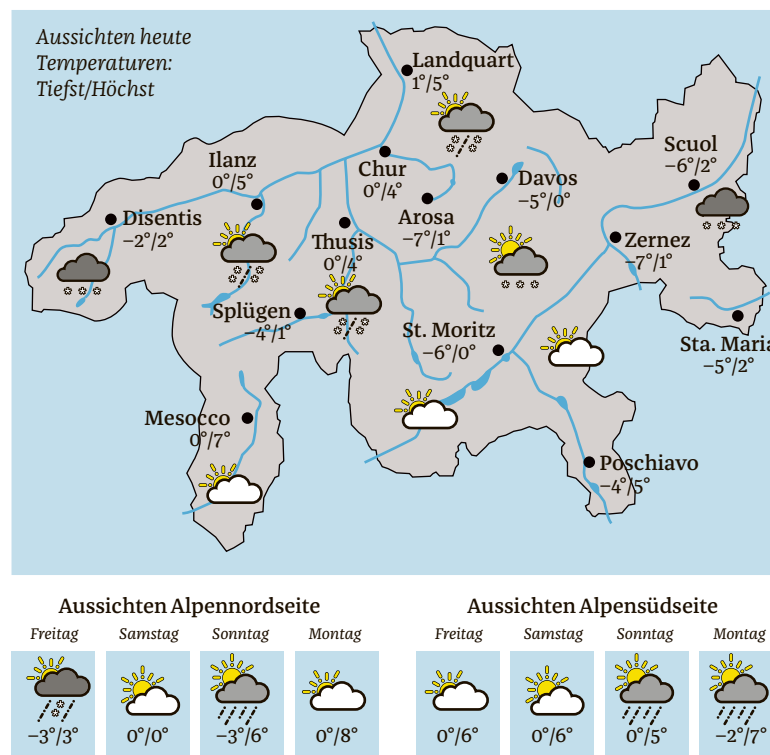 Aussichten heute
Temperaturen:
Tiefst/Höchst
Landquart
1°/5°
Scuol
–6°/2°
Ilanz
0°/5°
Chur
0°/4°
Davos
–5°/0°
Arosa
–7°/1°
Disentis
–2°/2°
Thusis
0°/4°
Zernez
–7°/1°
Splügen
–4°/1°
St. Moritz
–6°/0°
Sta. Maria
–5°/2°
Mesocco
0°/7°
Poschiavo
–4°/5°
Aussichten Alpennordseite
Freitag Samstag Sonntag Montag
–3°/3° 0°/0° –3°/6° 0°/8°
Aussichten Alpensüdseite
Freitag Samstag Sonntag Montag
0°/6° 0°/6° 0°/5° –2°/7°